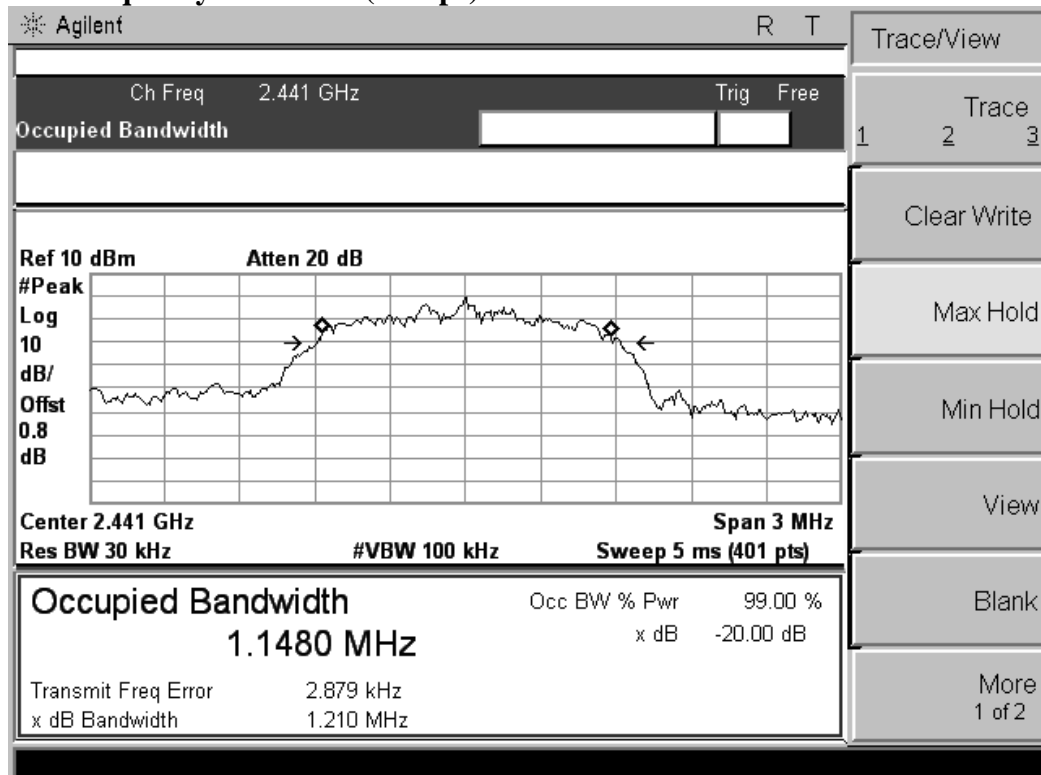 Agilent R T
Ch Freq 2.441 GHz Trig Free
Occupied Bandwidth
Ref 10 dBm Atten 20 dB
#Peak
Log
10
dB/
Offst
0.8
dB
Center 2.441 GHz Span 3 MHz
Res BW 30 kHz #VBW 100 kHz Sweep 5 ms (401 pts)
Occupied Bandwidth Occ BW % Pwr 99.00 %
1.1480 MHz x dB -20.00 dB
Transmit Freq Error 2.879 kHz
x dB Bandwidth 1.210 MHz
Trace/View
Trace
1 2 3
Clear Write
Max Hold
Min Hold
View
Blank
More
1 of 2